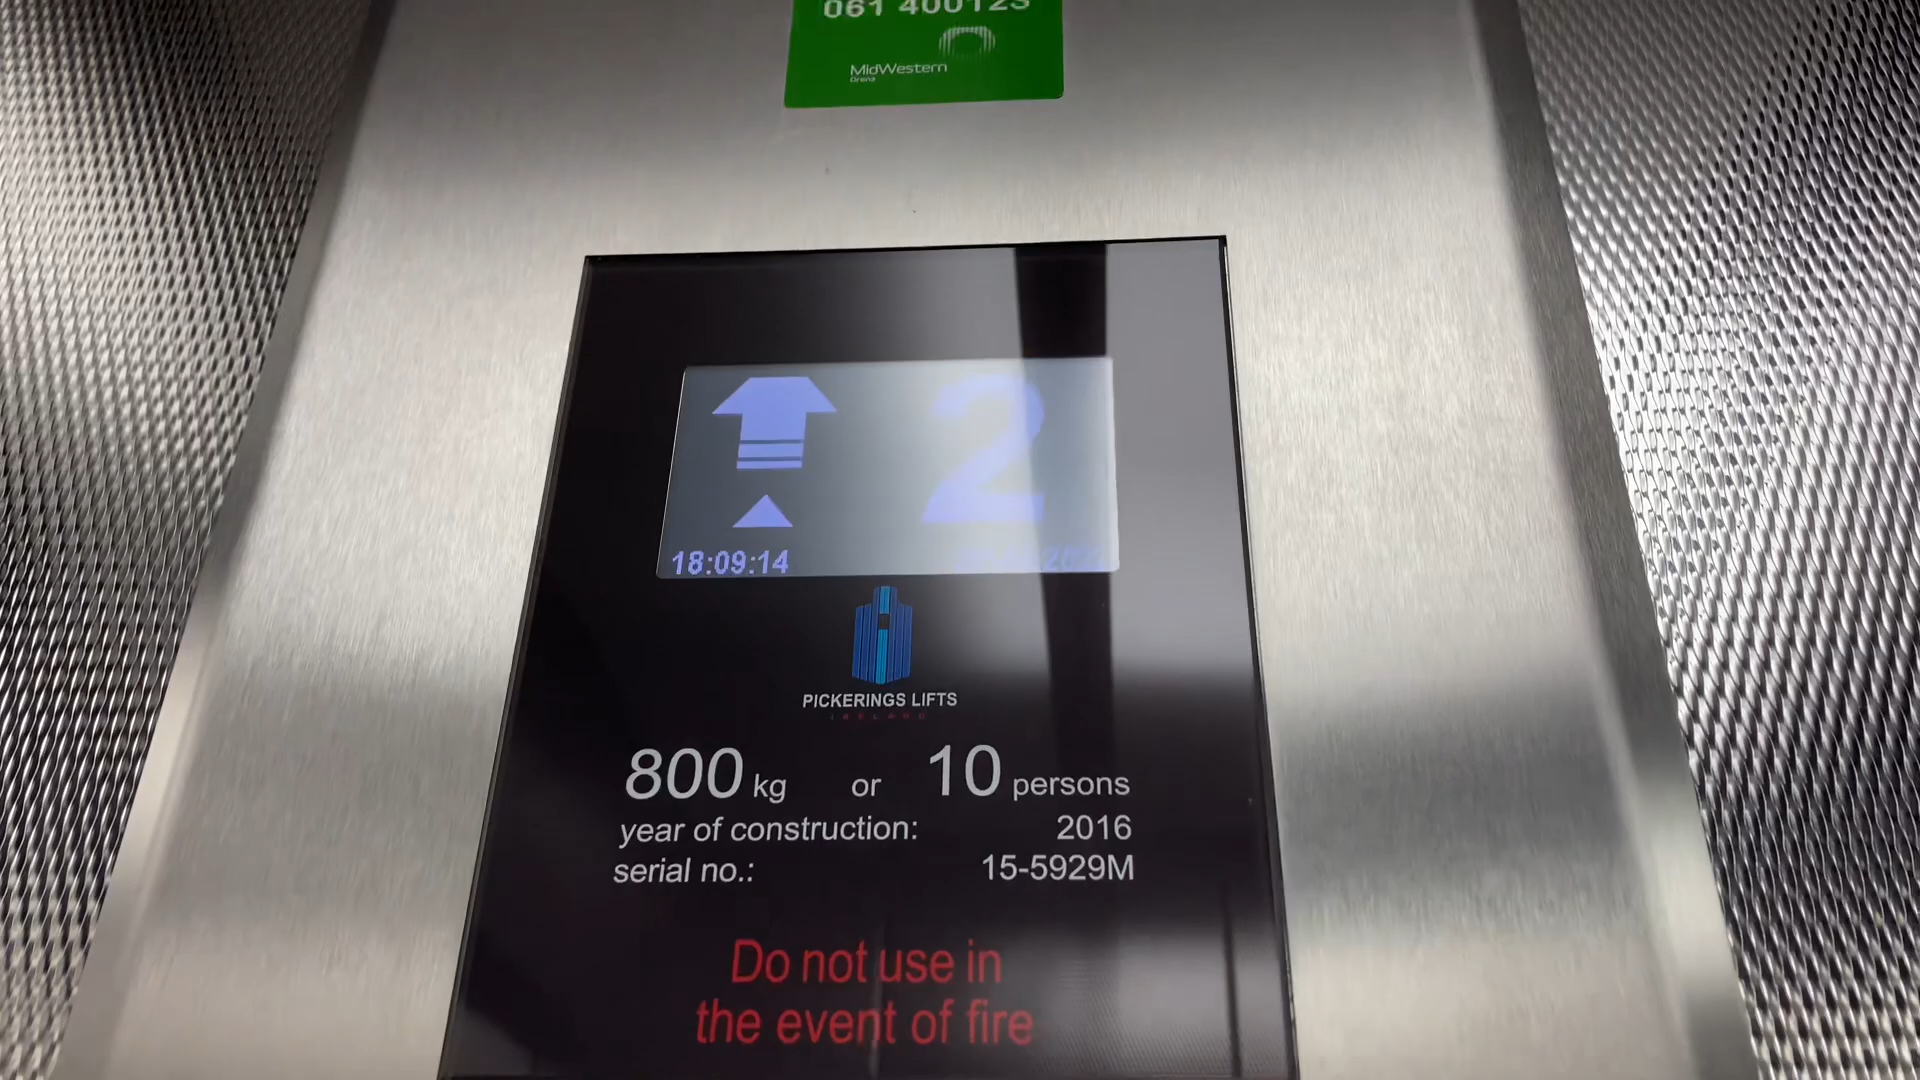 061 400123
MidWestern
2
18:09:14
PICKERINGS LIFTS
IRELAND
800 kg or 10 persons
year of construction: 2016
serial no.: 15-5929M
Do not use in
the event of fire